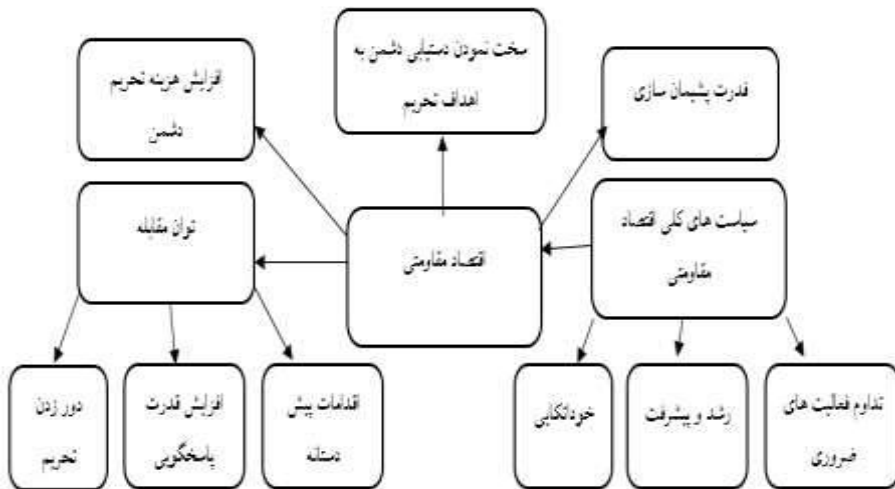 قدرت پشیمان سازی
سخت نمودن دستیابی دشمن به
اهداف تحریم
افزایش هزینه تحریم
دشمن
سیاست های کلی اقتصاد
مقاومتی
اقتصاد مقاومتی
توان مقابله
تداوم فعالیت های
ضروری
رشد و پیشرفت
خوداتکایی
اقدامات پیش
دستانه
افزایش قدرت
پاسخگویی
دور زدن
تحریم